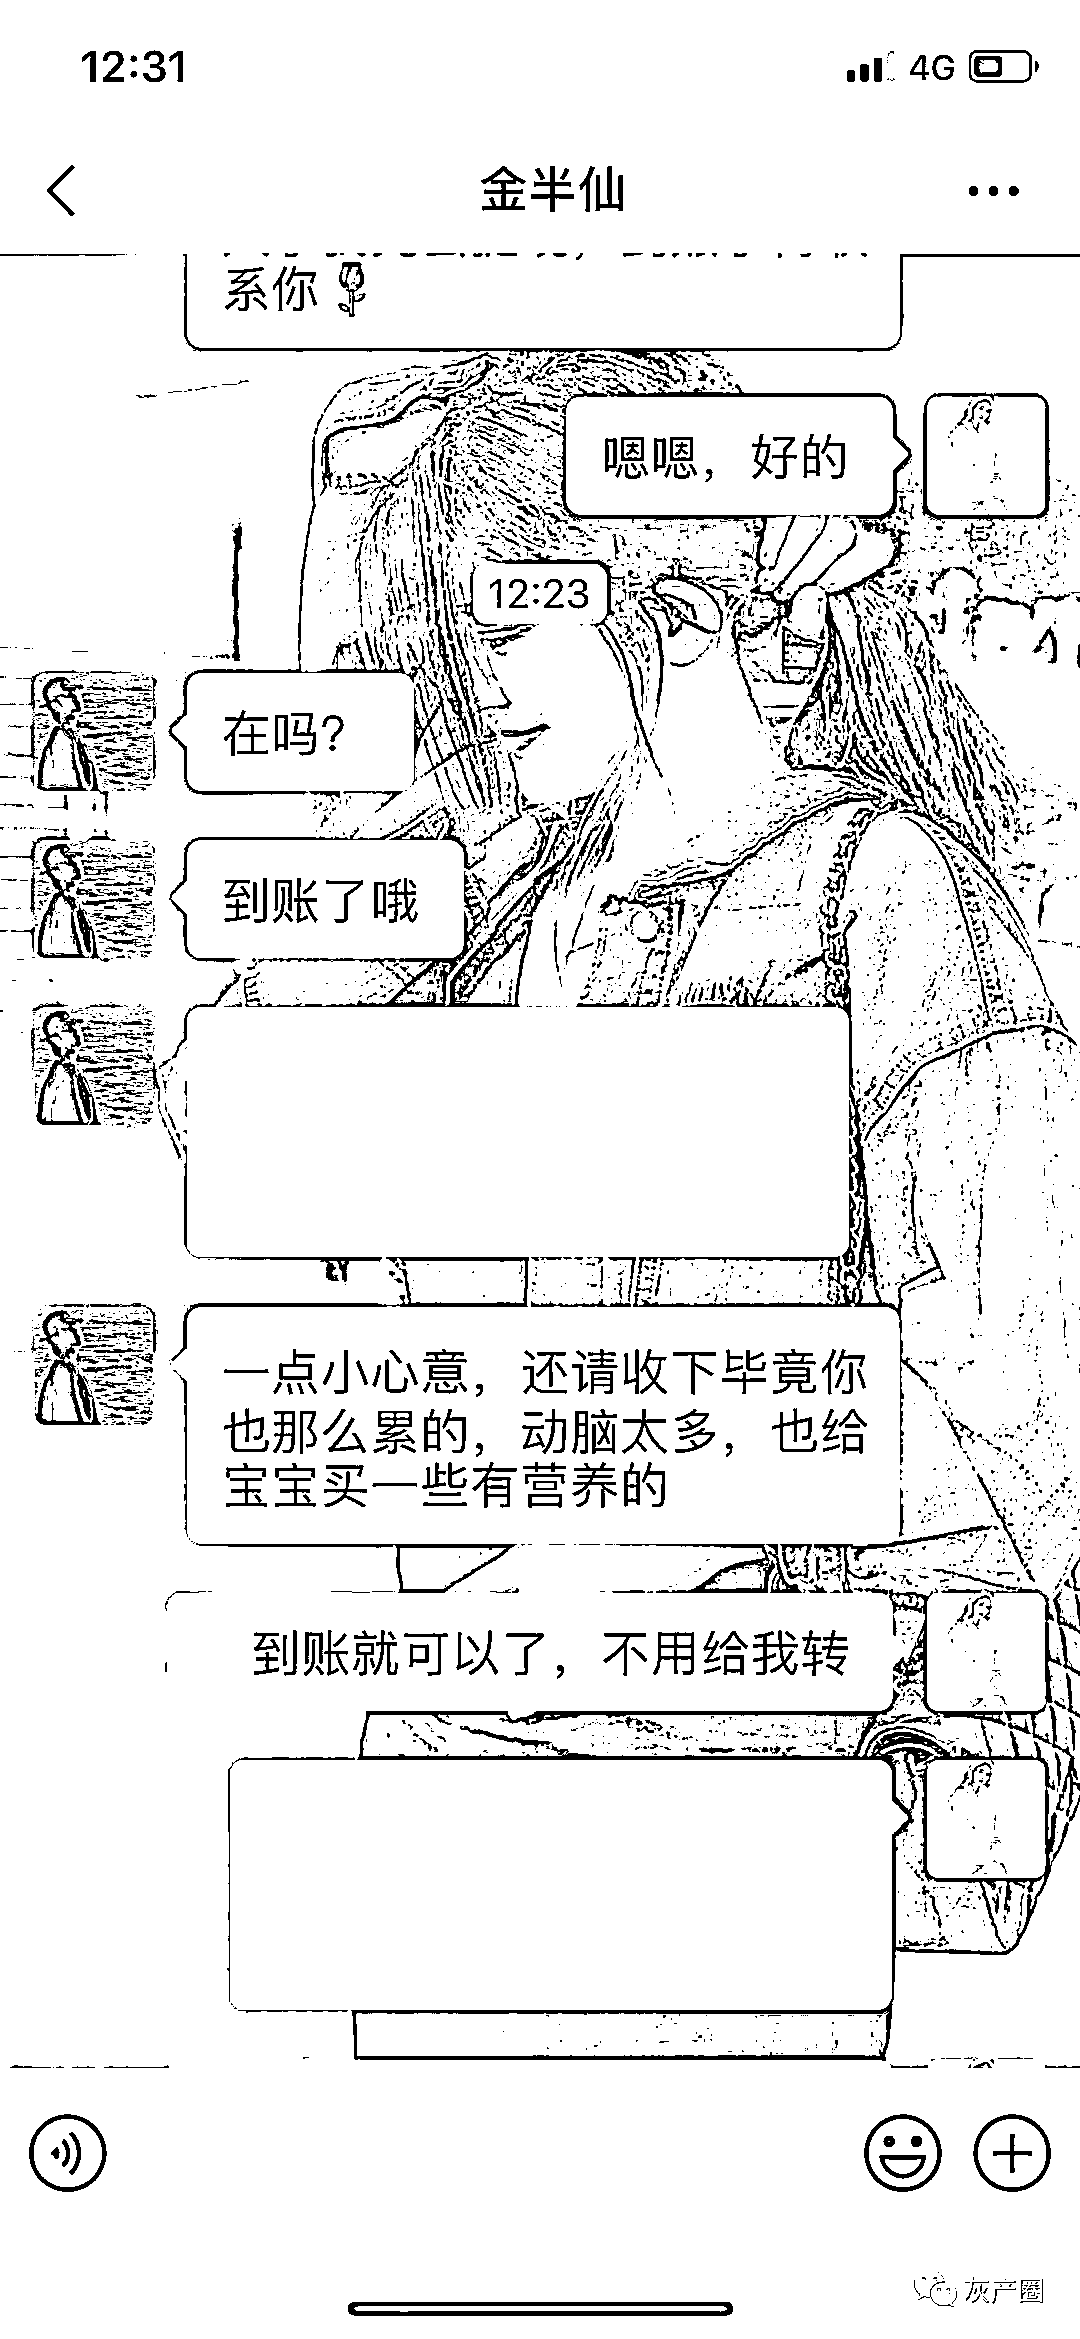 12:31
4G
金半仙
系你
嗯嗯，好的
12:23
在吗？
到账了哦
一点小心意，还请收下毕竟你
也那么累的，动脑太多，也给
宝宝买一些有营养的
到账就可以了，不用给我转
灰产圈